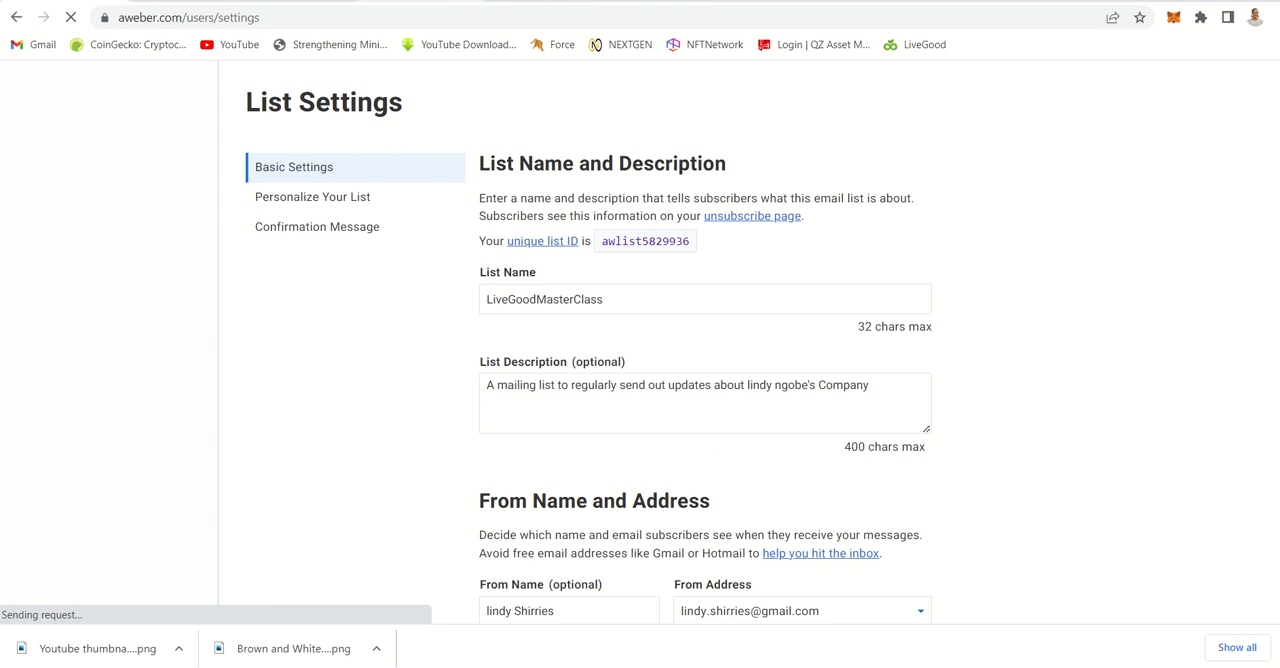 aweber.com/users/settings
Gmail
CoinGecko: Cryptoc...
YouTube
Strengthening Mini...
YouTube Download...
Force
NEXTGEN
NFTNetwork
Login | QZ Asset M...
LiveGood
List Settings
Basic Settings
Personalize Your List
Confirmation Message
List Name and Description
Enter a name and description that tells subscribers what this email list is about.
Subscribers see this information on your unsubscribe page.
Your unique list ID is awlist5829936
List Name
LiveGoodMasterClass
32 chars max
List Description (optional)
A mailing list to regularly send out updates about lindy ngobe's Company
400 chars max
From Name and Address
Decide which name and email subscribers see when they receive your messages.
Avoid free email addresses like Gmail or Hotmail to help you hit the inbox.
From Name (optional)
From Address
lindy Shirries
lindy.shirries@gmail.com
Sending request...
Youtube thumbna....png
Brown and White....png
Show all